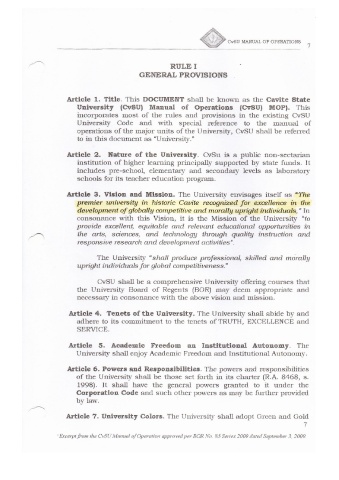 CvSU MANUAL OF OPERATIONS
7
RULE I
GENERAL PROVISIONS
Article 1. Title. This DOCUMENT shall be known as the Cavite State
University (CvSU) Manual of Operations (CvSU) MOP). This
incorporates most of the rules and provisions in the existing CvSU
University Code and with special reference to the manual of
operations of the major units of the University, CvSU shall be referred
to in this document as "University."
Article 2. Nature of the University. CvSu is a public non-sectarian
institution of higher learning principally supported by state funds. It
includes pre-school, elementary and secondary levels as laboratory
schools for its teacher education program.
Article 3. Vision and Mission. The University envisages itself as "The
premier university in historic Cavite recognized for excellence in the
development of globally competitive and morally upright individuals," In
consonance with this Vision, it is the Mission of the University "to
provide excellent, equitable and relevant educational opportunities in
the arts, sciences, and technology through quality instruction and
responsive research and development activities".
The University "shall produce professional, skilled and morally
upright individuals for global competitiveness."
CvSU shall be a comprehensive University offering courses that
the University Board of Regents (BOR) may deem appropriate and
necessary in consonance with the above vision and mission.
Article 4. Tenets of the University. The University shall abide by and
adhere to its commitment to the tenets of TRUTH, EXCELLENCE and
SERVICE.
Article 5. Academic Freedom an Institutional Autonomy. The
University shall enjoy Academic Freedom and Institutional Autonomy.
Article 6. Powers and Responsibilities. The powers and responsibilities
of the University shall be those set forth in its charter (R.A. 8468, s.
1998). It shall have the general powers granted to it under the
Corporation Code and such other powers as may be further provided
by law.
Article 7. University Colors. The University shall adopt Green and Gold
7
Excerpt from the CvSU Manual of Operation approved per BOR No. 63 Series 2009 dated September 3, 2009